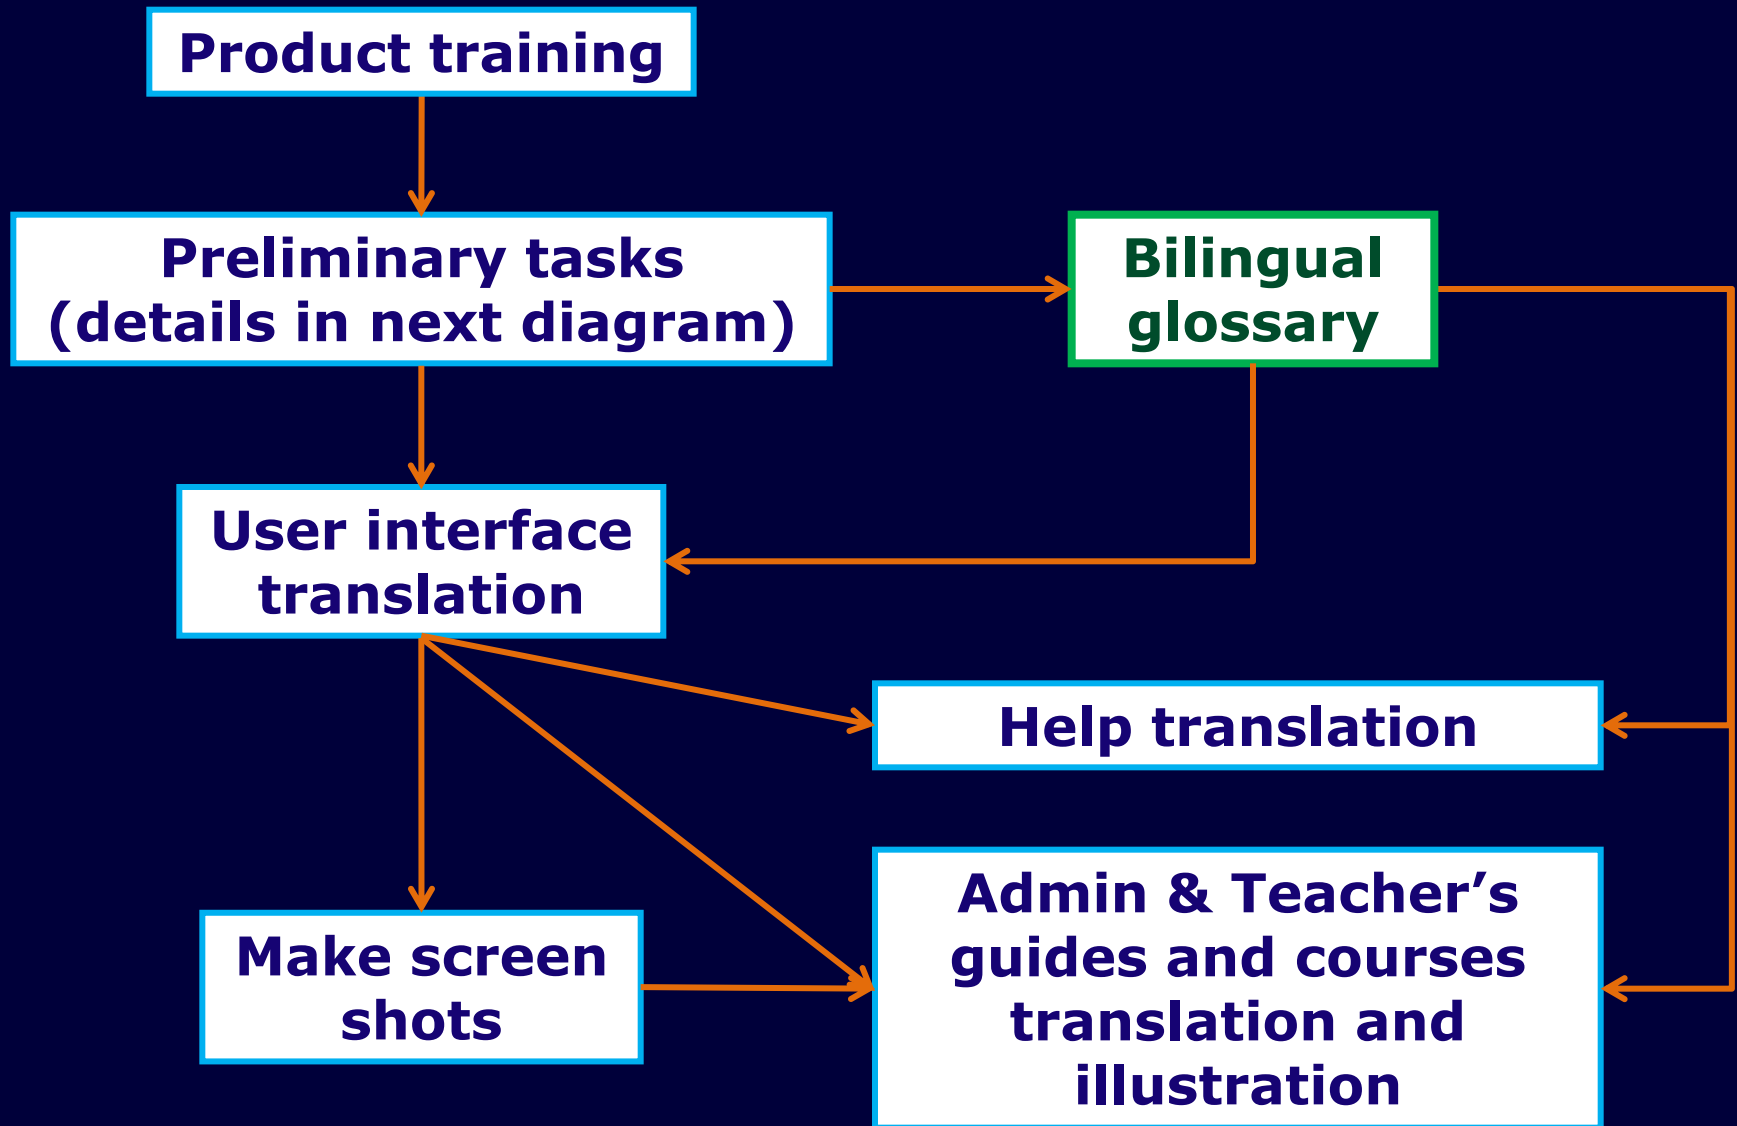 Product training
Preliminary tasks
(details in next diagram)
Bilingual
glossary
User interface
translation
Help translation
Make screen
shots
Admin & Teacher’s
guides and courses
translation and
illustration